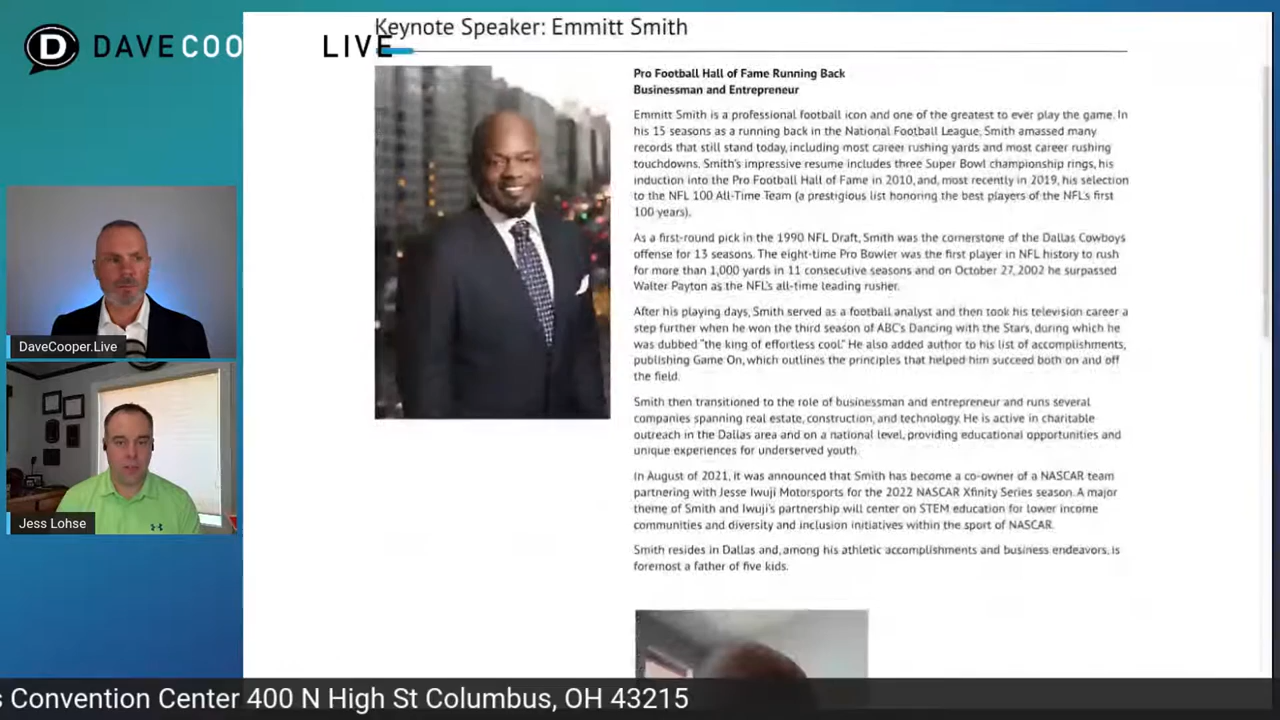 D DAVE COO
LIVE
Keynote Speaker: Emmitt Smith
Pro Football Hall of Fame Running Back
Businessman and Entrepreneur
Emmitt Smith is a professional football icon and one of the greatest to ever play the game. In
his 15 seasons as a running back in the National Football League, Smith amassed many
records that still stand today, including most career rushing yards and most career rushing
touchdowns. Smith's impressive resume includes three Super Bowl championship rings, his
induction into the Pro Football Hall of Fame in 2010, and, most recently in 2019, his selection
to the NFL 100 All-Time Team (a prestigious list honoring the best players of the NFL's first
100 years).
As a first-round pick in the 1990 NFL Draft, Smith was the cornerstone of the Dallas Cowboys
offense for 13 seasons. The eight-time Pro Bowler was the first player in NFL history to rush
for more than 1,000 yards in 11 consecutive seasons and on October 27, 2002 he surpassed
Walter Payton as the NFL's all-time leading rusher.
After his playing days, Smith served as a football analyst and then took his television career a
step further when he won the third season of ABC's Dancing with the Stars, during which he
was dubbed "the king of effortless cool." He also added author to his list of accomplishments,
publishing Game On, which outlines the principles that helped him succeed both on and off
the field.
Smith then transitioned to the role of businessman and entrepreneur and runs several
companies spanning real estate, construction, and technology. He is active in charitable
outreach in the Dallas area and on a national level, providing educational opportunities and
unique experiences for underserved youth.
In August of 2021, it was announced that Smith has become a co-owner of a NASCAR team
partnering with Jesse Iwuji Motorsports for the 2022 NASCAR Xfinity Series season. A major
theme of Smith and Iwuji's partnership will center on STEM education for lower income
communities and diversity and inclusion initiatives within the sport of NASCAR.
Smith resides in Dallas and, among his athletic accomplishments and business endeavors, is
foremost a father of five kids.
DaveCooper.Live
Jess Lohse
s Convention Center 400 N High St Columbus, OH 43215